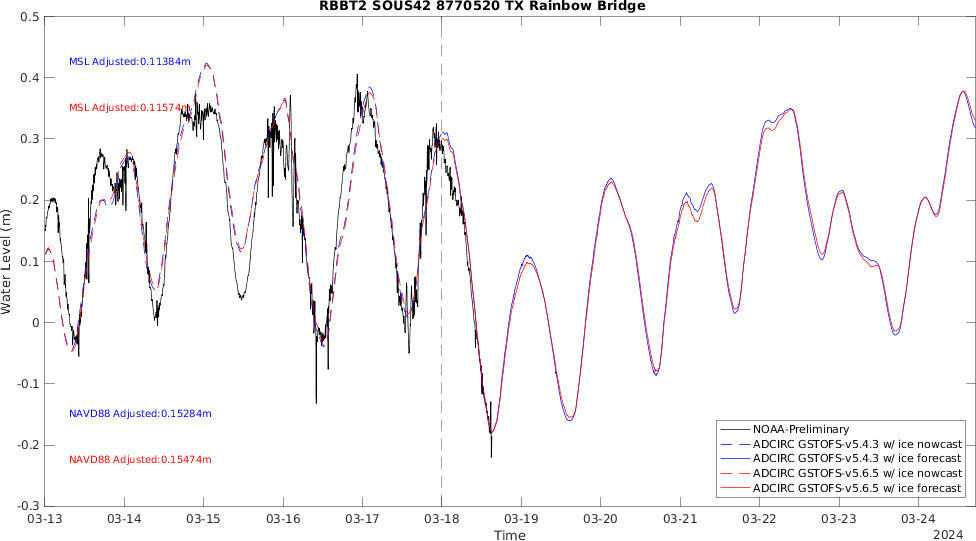 RBBT2 SOUS42 8770520 TX Rainbow Bridge
0.5
0.4
0.3
0.2
0.1
0
-0.1
-0.2
-0.3
Water Level (m)
MSL Adjusted:0.11384m
MSL Adjusted:0.11574m
NAVD88 Adjusted:0.15284m
NAVD88 Adjusted:0.15474m
NOAA-Preliminary
ADCIRC GSTOFS-v5.4.3 w/ ice nowcast
ADCIRC GSTOFS-v5.4.3 w/ ice forecast
ADCIRC GSTOFS-v5.6.5 w/ ice nowcast
ADCIRC GSTOFS-v5.6.5 w/ ice forecast
03-13 03-14 03-15 03-16 03-17 03-18 03-19 03-20 03-21 03-22 03-23 03-24
Time
2024